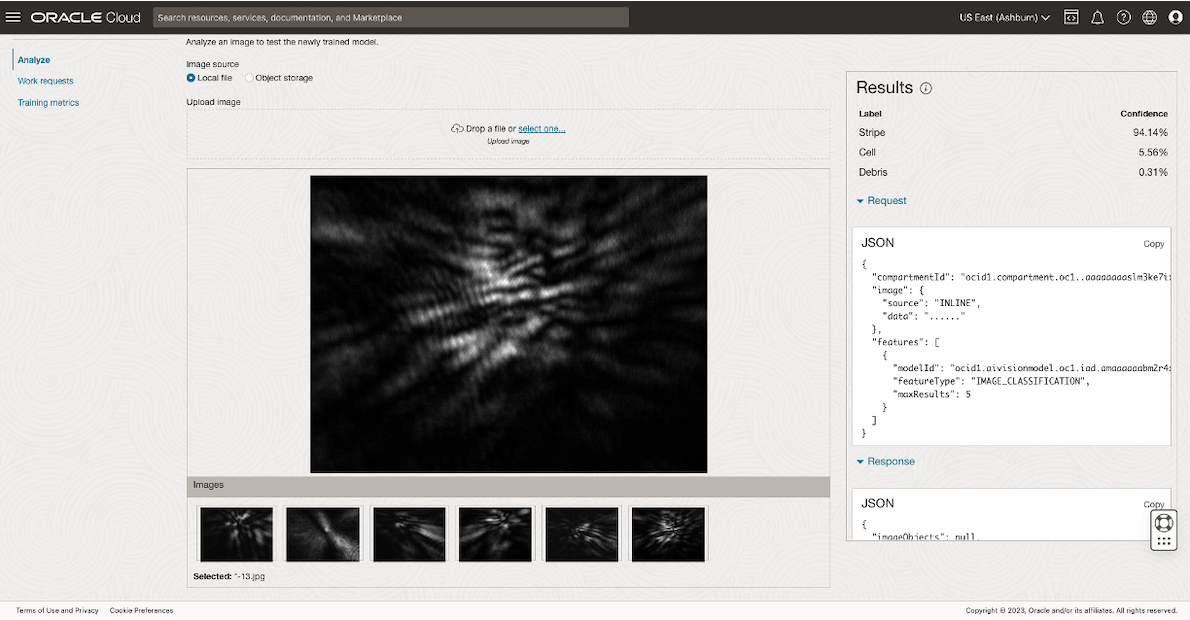 ORACLE Cloud
Search resources, services, documentation, and Marketplace
US East (Ashburn)
Analyze
Work requests
Training metrics
Analyze an image to test the newly trained model.
Image source
Local file
Object storage
Upload image
Drop a file or select one...
Upload image
Images
Selected: "-13.jpg
Results
Label Confidence
Stripe 94.14%
Cell 5.56%
Debris 0.31%
Request
JSON
Copy
{
"compartmentId": "ocid1.compartment.oc1..aaaaaaaaslm3ke7i
"image": {
"source": "INLINE",
"data": "......"
},
"features": [
{
"modelId": "ocid1.aivisionmodel.oc1.iad.amaaaaaabm2r4
"featureType": "IMAGE_CLASSIFICATION",
"maxResults": 5
}
]
}
Response
JSON
Copy
{
"imageObjects": null,
Terms of Use and Privacy
Cookie Preferences
Copyright © 2023, Oracle and/or its affiliates. All rights reserved.